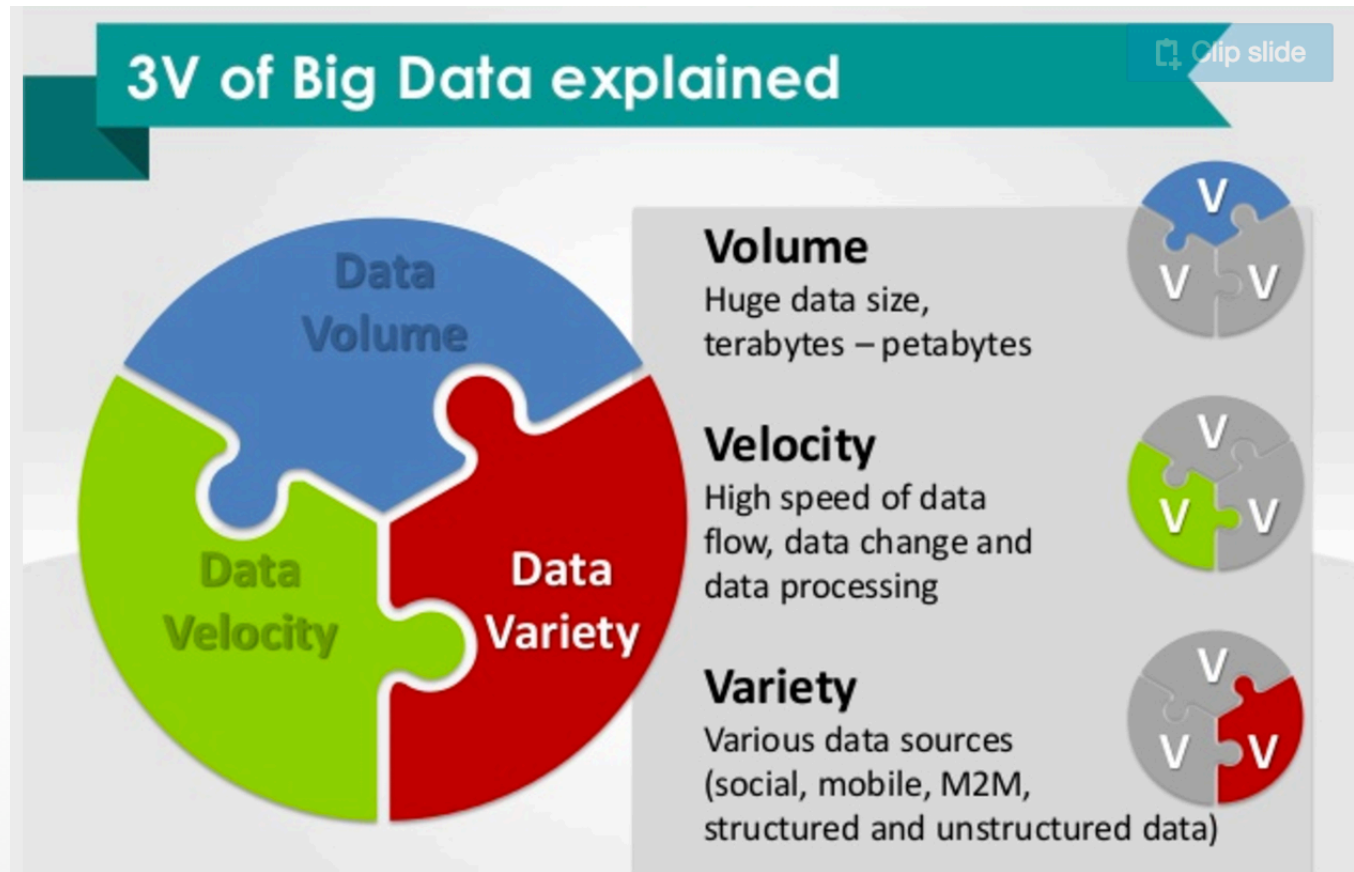 3V of Big Data explained
Clip slide
Data
Volume
Data
Velocity
Data
Variety
Volume
Huge data size,
terabytes – petabytes
V
V
V
Velocity
High speed of data
flow, data change and
data processing
V
V
V
Variety
Various data sources
(social, mobile, M2M,
structured and unstructured data)
V
V
V